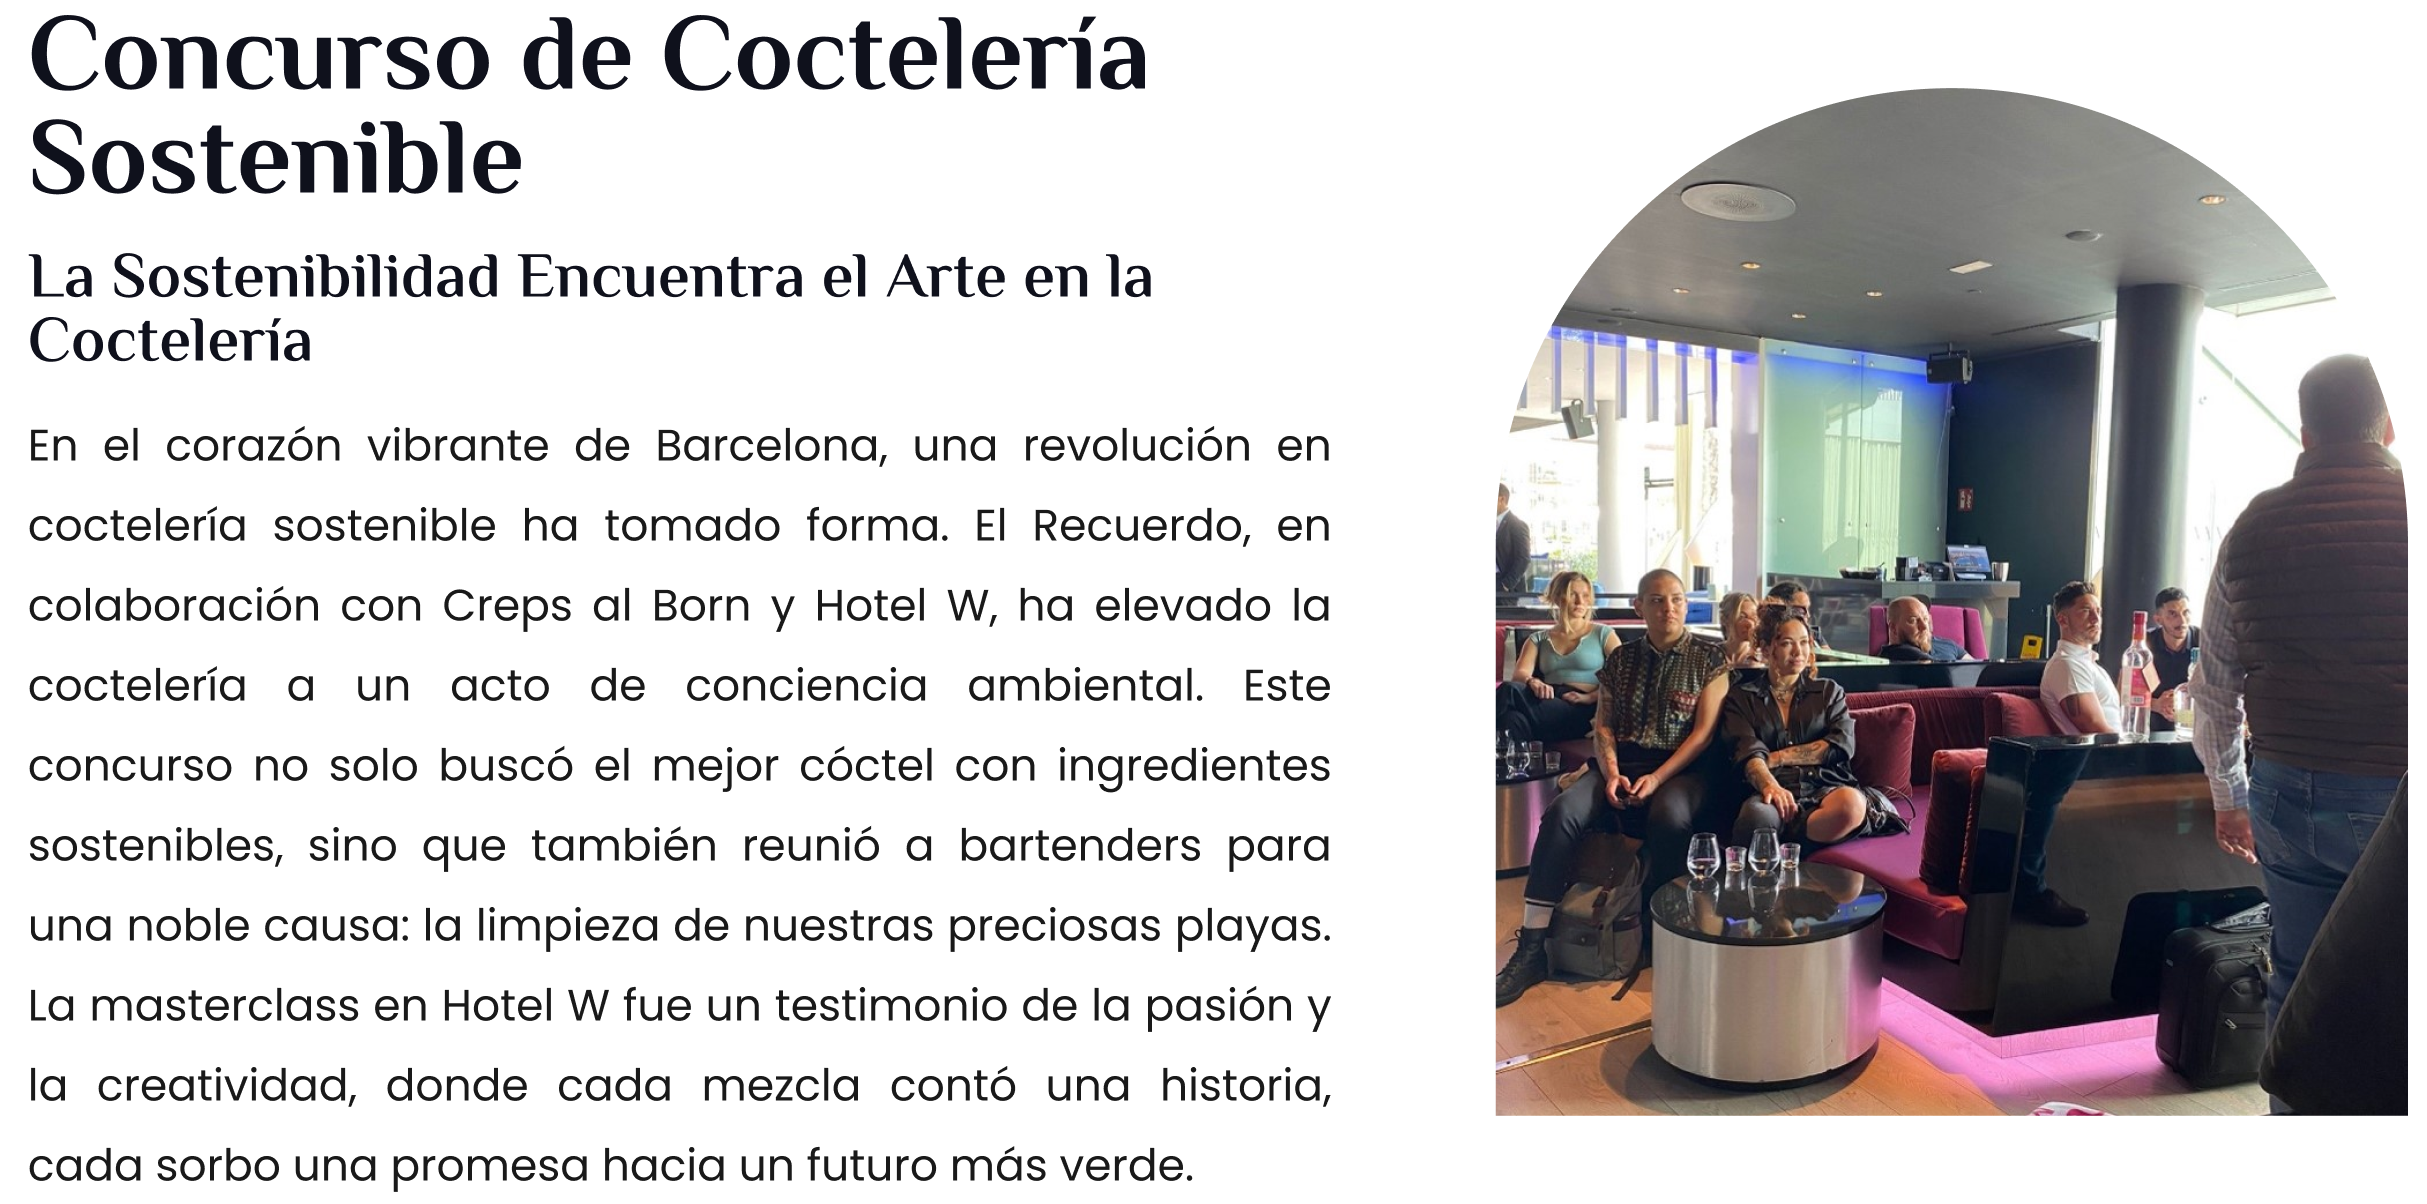 Concurso de Coctelería
Sostenible
La Sostenibilidad Encuentra el Arte en la
Coctelería
En el corazón vibrante de Barcelona, una revolución en
coctelería sostenible ha tomado forma. El Recuerdo, en
colaboración con Creps al Born y Hotel W, ha elevado la
coctelería a un acto de conciencia ambiental. Este
concurso no solo buscó el mejor cóctel con ingredientes
sostenibles, sino que también reunió a bartenders para
una noble causa: la limpieza de nuestras preciosas playas.
La masterclass en Hotel W fue un testimonio de la pasión y
la creatividad, donde cada mezcla contó una historia,
cada sorbo una promesa hacia un futuro más verde.